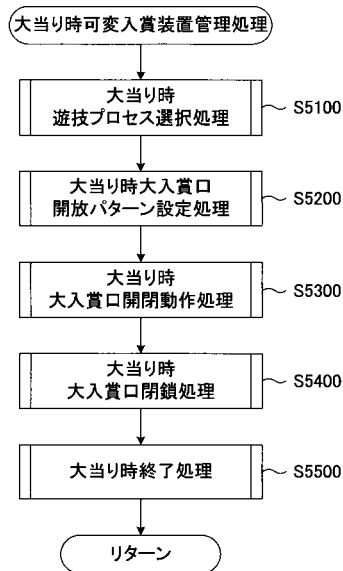 大当り時可変入賞装置管理処理
大当り時
遊技プロセス選択処理
S5100
大当り時大入賞口
開放パターン設定処理
S5200
大当り時
大入賞口開閉動作処理
S5300
大当り時
大入賞口閉鎖処理
S5400
大当り時終了処理
S5500
リターン